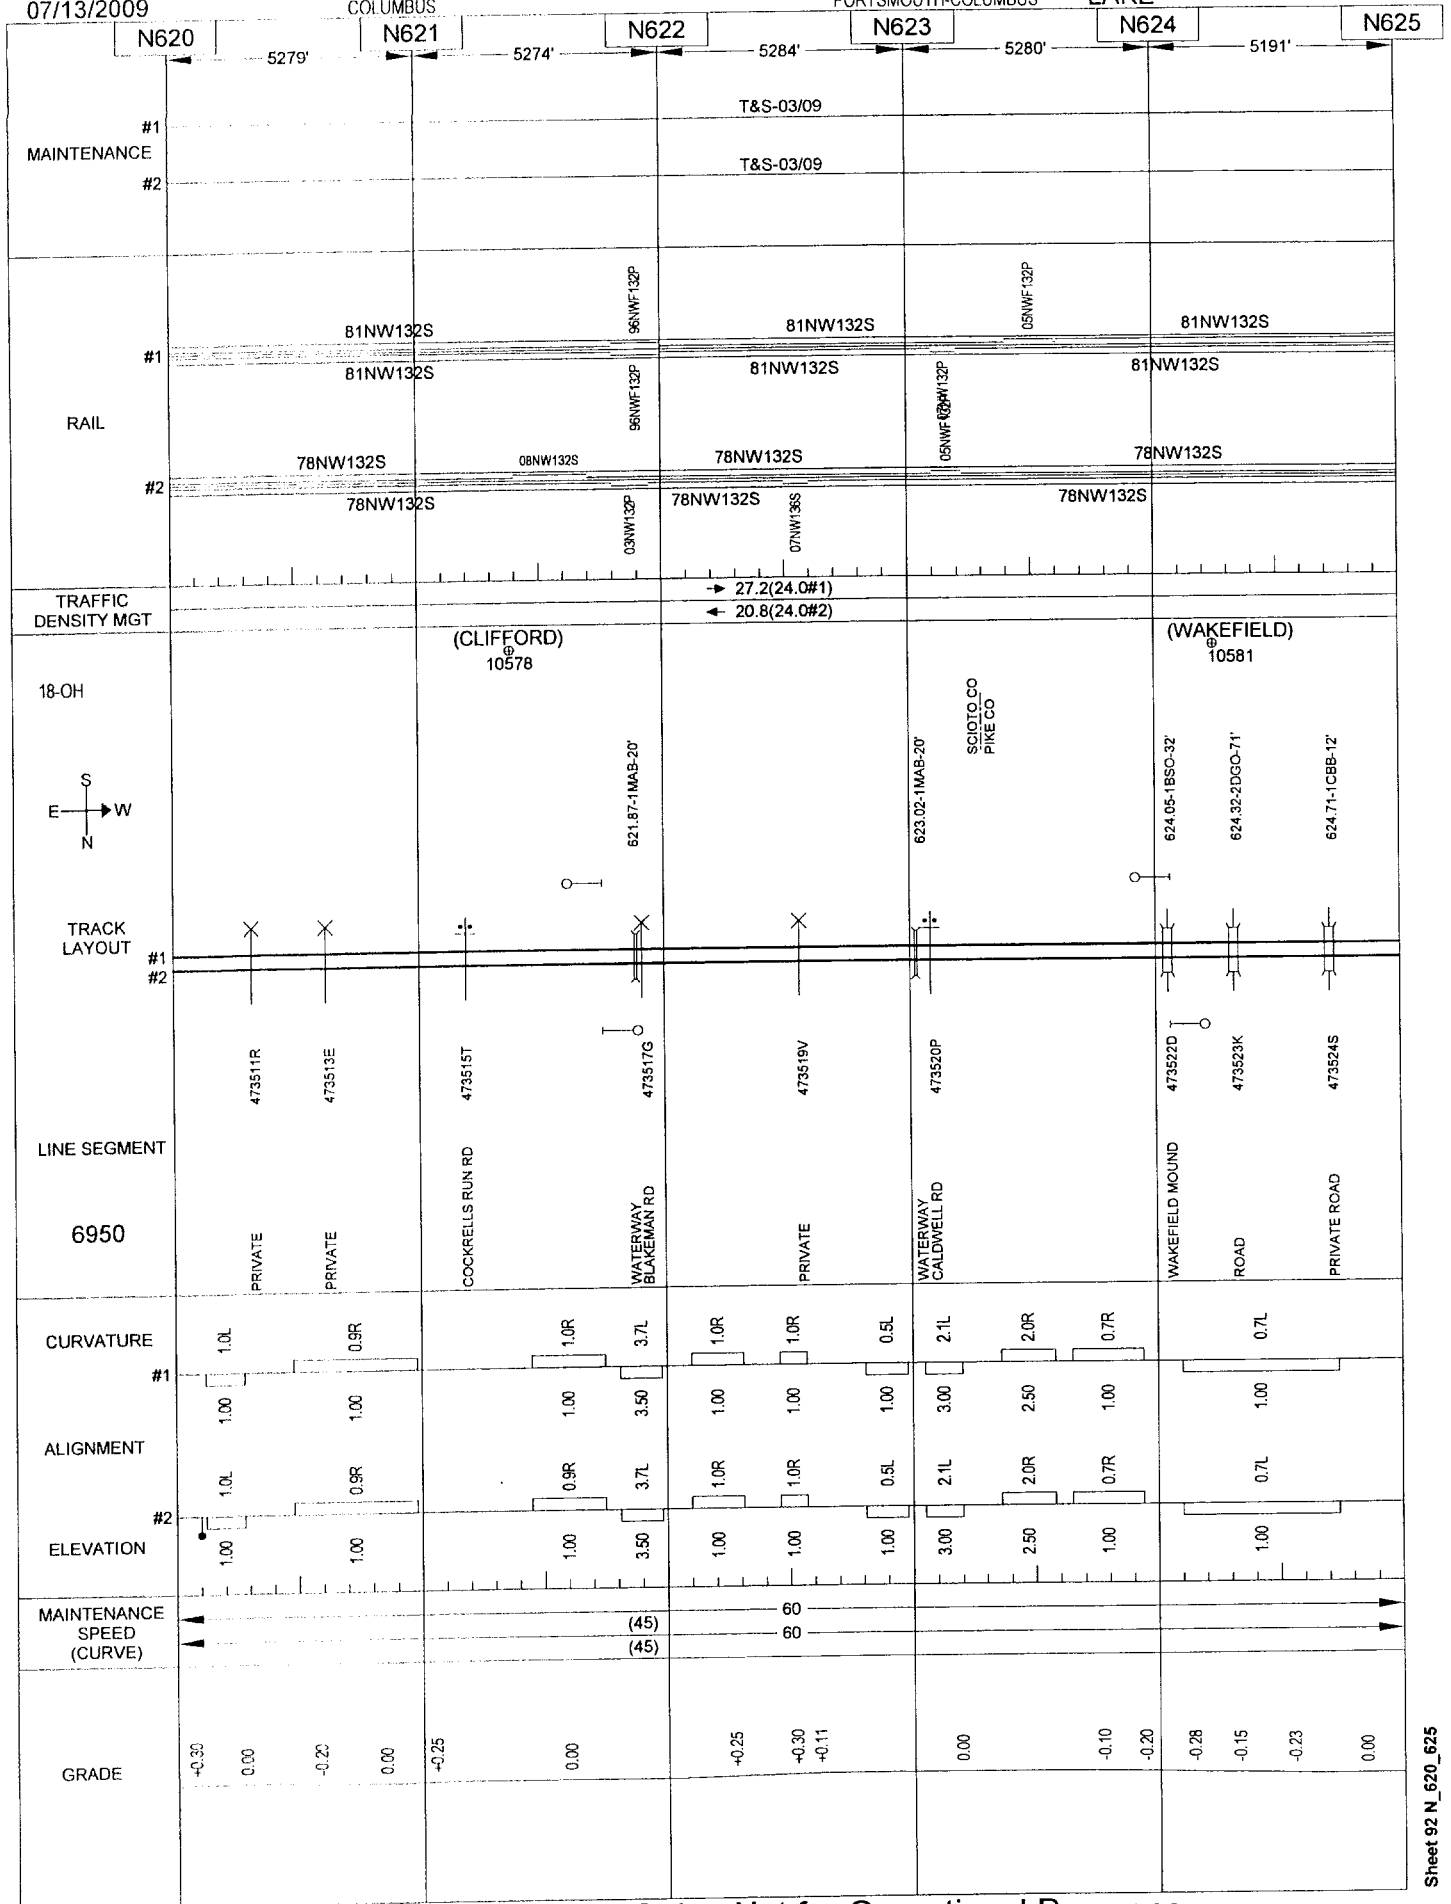 07/13/2009 COLUMBUS PORTSMOUTH-COLUMBUS LAKE
N620 N621 N622 N623 N624 N625
5279' 5274' 5284' 5280' 5191'
#1 T&S-03/09
MAINTENANCE
#2 T&S-03/09
96NWF132P 05NWF132P
81NW132S 81NW132S 81NW132S
#1
81NW132S 81NW132S 81NW132S
96NWF132P
RAIL
05NWF132P
78NW132S 08NW132S 78NW132S 78NW132S
#2
78NW132S 78NW132S 78NW132S
03NW132P 07NW136S
TRAFFIC
DENSITY MGT
27.2(24.0#1)
20.8(24.0#2)
(CLIFFORD) (WAKEFIELD)
10578 10581
18-OH
SCIOTO CO
PIKE CO
S
E W
N
621.87-1MAB-20' 623.02-1MAB-20' 624.05-1BSO-32' 624.32-2DGO-71' 624.71-1CBB-12'
TRACK
LAYOUT
#1
#2
473511R 473513E 473515T 473517G 473519V 473520P 473522D 473523K 473524S
LINE SEGMENT
6950
PRIVATE
PRIVATE
COCKRELLS RUN RD
WATERWAY
BLAKEMAN RD
PRIVATE
WATERWAY
CALDWELL RD
WAKEFIELD MOUND
ROAD
PRIVATE ROAD
CURVATURE
1.0L 0.9R 1.0R 3.7L 1.0R 1.0R 0.5L 2.1L 2.0R 0.7R 0.7L
#1
1.00 1.00 1.00 3.50 1.00 1.00 1.00 3.00 2.50 1.00 1.00
ALIGNMENT
1.0L 0.9R 0.9R 3.7L 1.0R 1.0R 0.5L 2.1L 2.0R 0.7R 0.7L
#2
ELEVATION
1.00 1.00 1.00 3.50 1.00 1.00 1.00 3.00 2.50 1.00 1.00
MAINTENANCE
SPEED
(CURVE)
60
(45)
60
(45)
GRADE
+0.30 0.00 -0.20 0.00 +0.25 0.00 +0.25 +0.30 +0.11 0.00 -0.10 -0.20 -0.28 -0.15 -0.23 0.00
Sheet 92 N_620_625